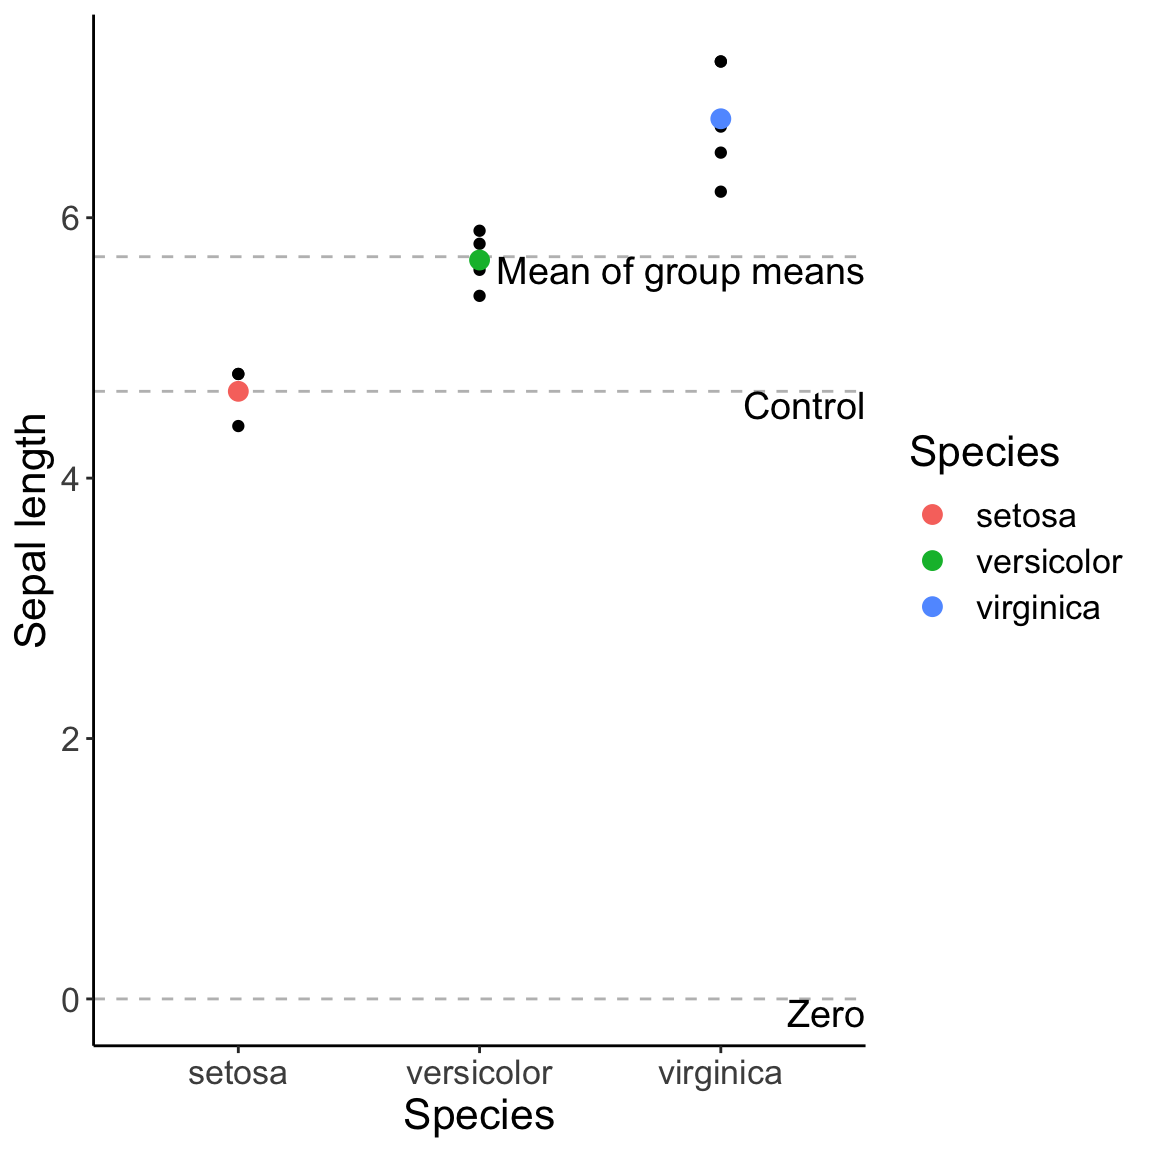 Sepal length
6
4
2
0
Mean of group means
Control
Zero
setosa
versicolor
virginica
Species
Species
setosa
versicolor
virginica